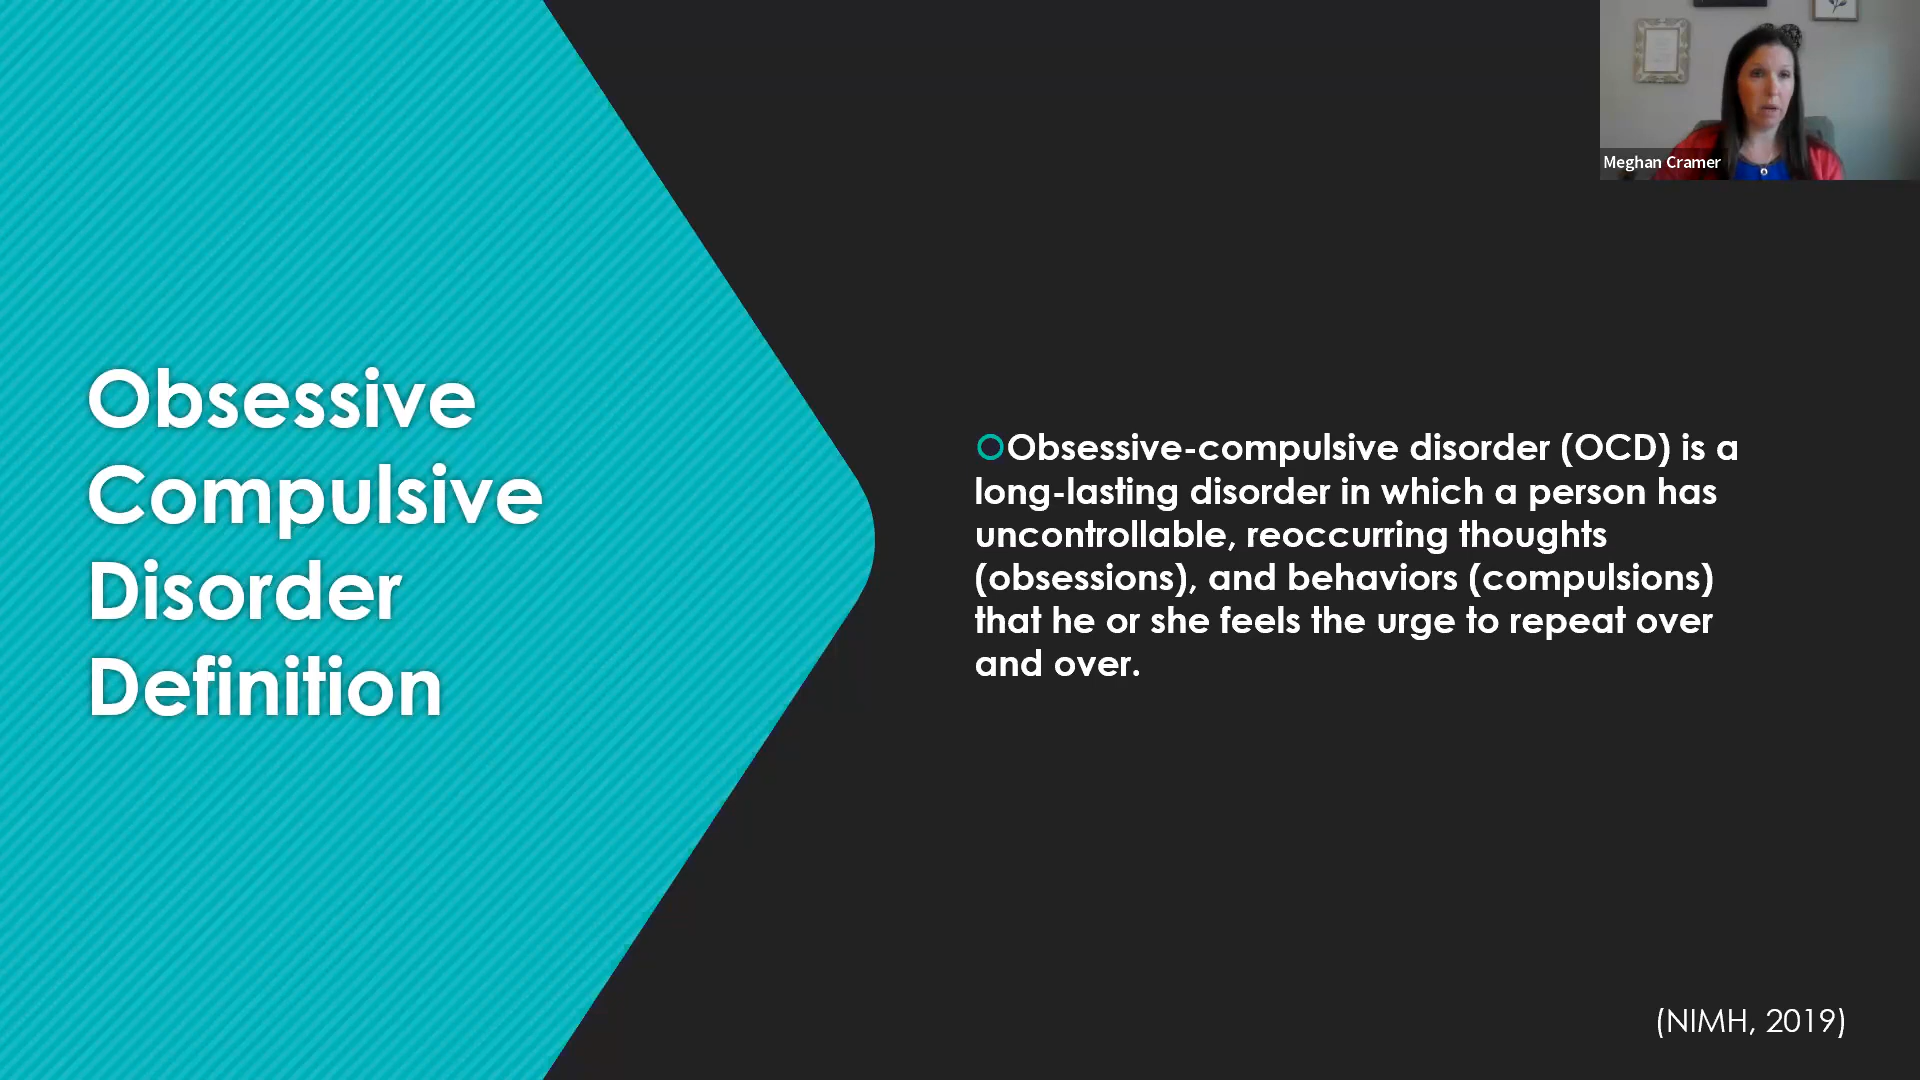 Obsessive
Compulsive
Disorder
Definition
Obsessive-compulsive disorder (OCD) is a
long-lasting disorder in which a person has
uncontrollable, reoccurring thoughts
(obsessions), and behaviors (compulsions)
that he or she feels the urge to repeat over
and over.
(NIMH, 2019)
Meghan Cramer